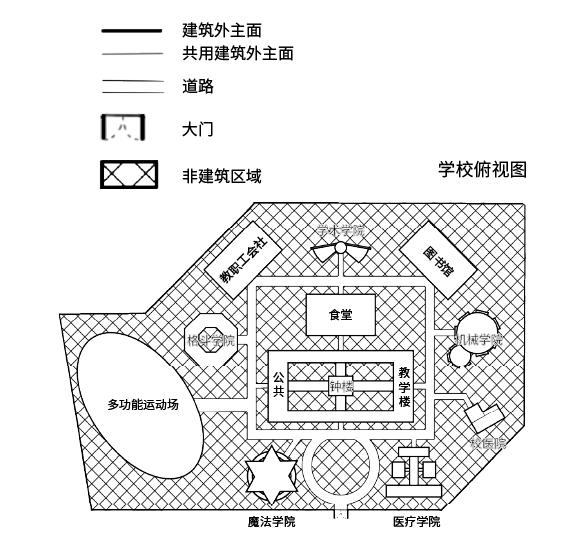 建筑外主面
共用建筑外主面
道路
大门
非建筑区域
学校俯视图
学术学院
教职工会社
图书馆
食堂
格斗学院
机械学院
公共
教学楼
钟楼
多功能运动场
校医院
魔法学院
医疗学院